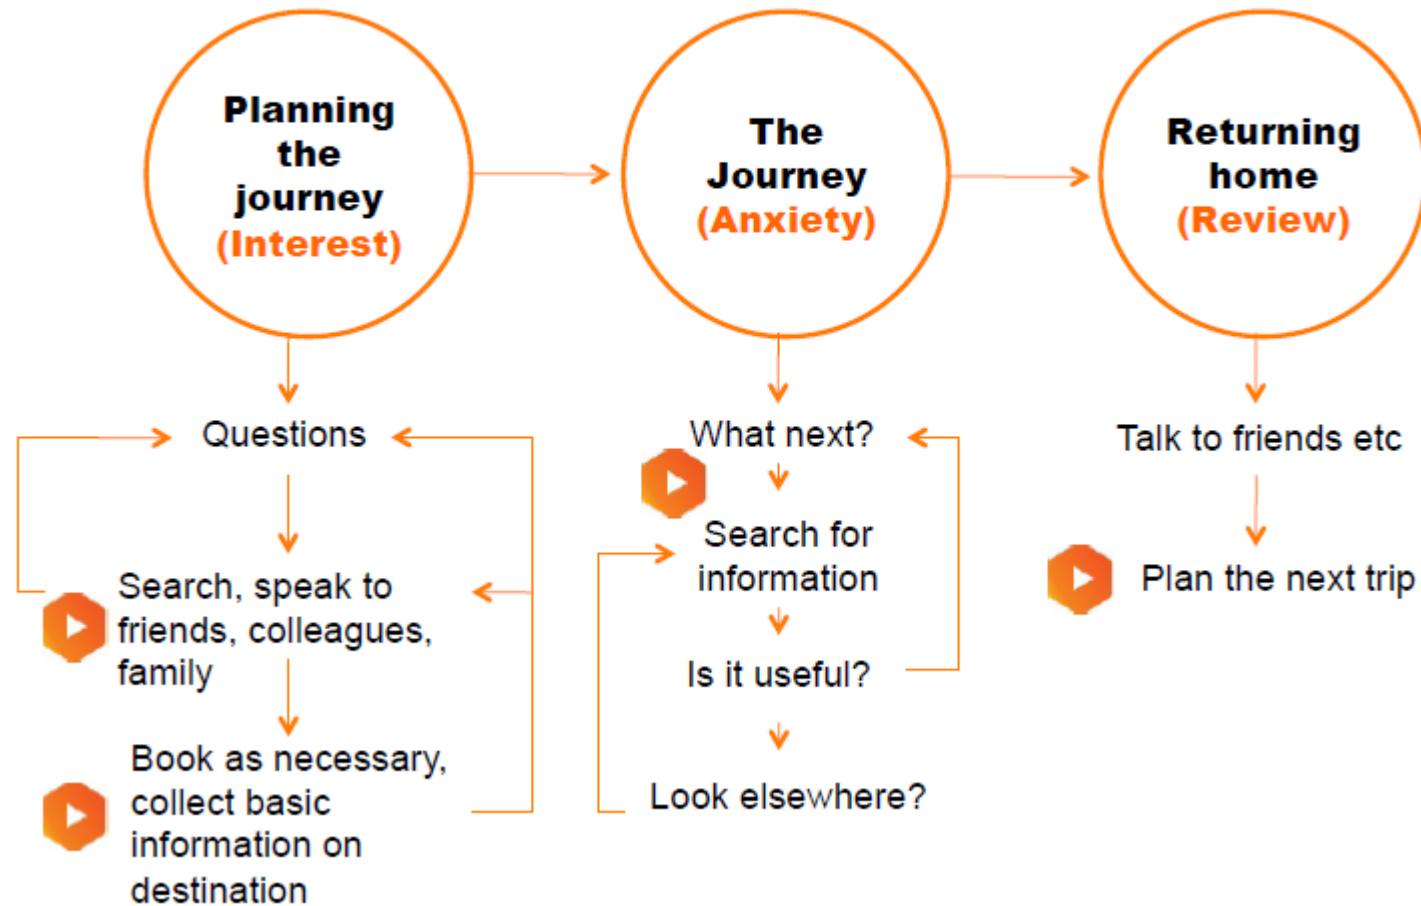 Planning
the
journey
(Interest)
The
Journey
(Anxiety)
Returning
home
(Review)
Questions
Search, speak to
friends, colleagues,
family
Book as necessary,
collect basic
information on
destination
What next?
Search for
information
Is it useful?
Look elsewhere?
Talk to friends etc
Plan the next trip